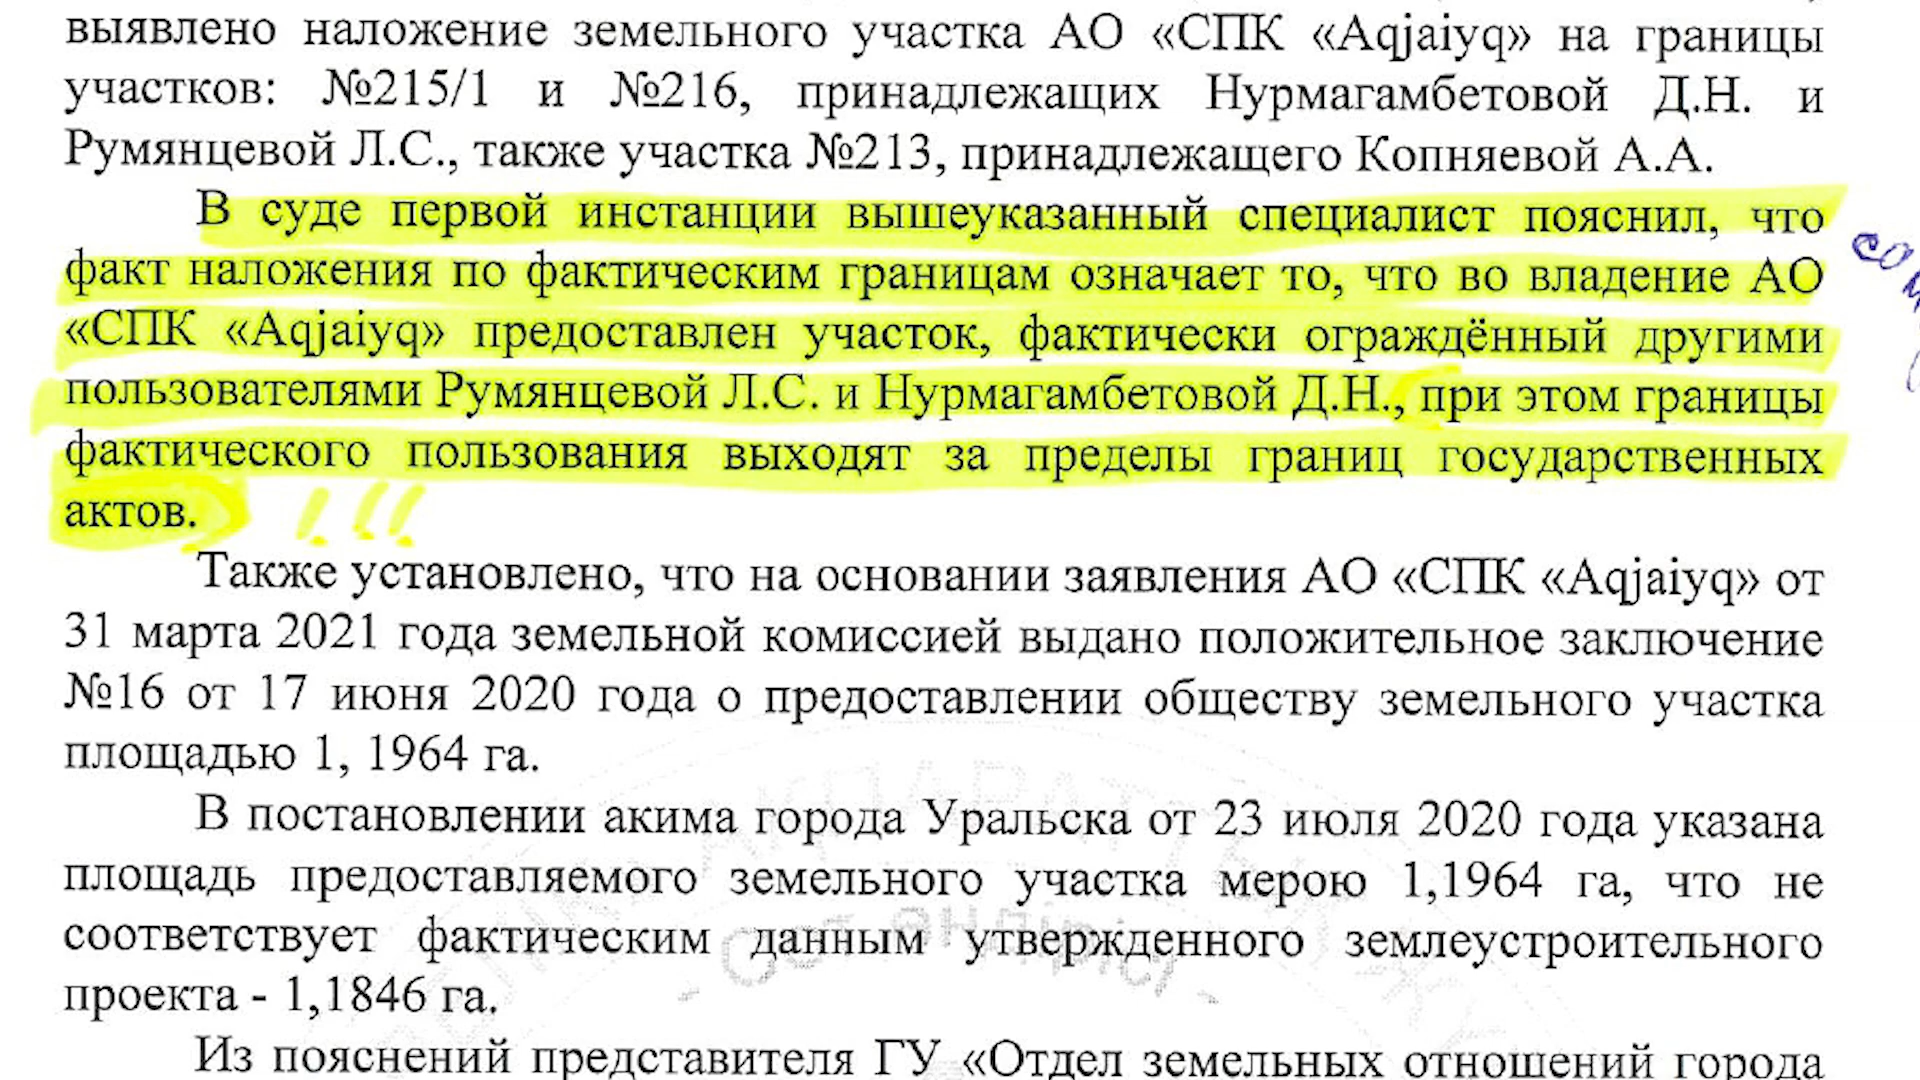 выявлено наложение земельного участка АО «СПК «Aqjaiyq» на границы
участков: №215/1 и №216, принадлежащих Нурмагамбетовой Д.Н. и
Румянцевой Л.С., также участка №213, принадлежащего Копняевой А.А.
В суде первой инстанции вышеуказанный специалист пояснил, что
факт наложения по фактическим границам означает то, что во владение АО
«СПК «Aqjaiyq» предоставлен участок, фактически ограждённый другими
пользователями Румянцевой Л.С. и Нурмагамбетовой Д.Н., при этом границы
фактического пользования выходят за пределы границ государственных
актов. !!!
Также установлено, что на основании заявления АО «СПК «Aqjaiyq» от
31 марта 2021 года земельной комиссией выдано положительное заключение
№16 от 17 июня 2020 года о предоставлении обществу земельного участка
площадью 1, 1964 га.
В постановлении акима города Уральска от 23 июля 2020 года указана
площадь предоставляемого земельного участка мерою 1,1964 га, что не
соответствует фактическим данным утвержденного землеустроительного
проекта - 1,1846 га.
Из пояснений представителя ГУ «Отдел земельных отношений города